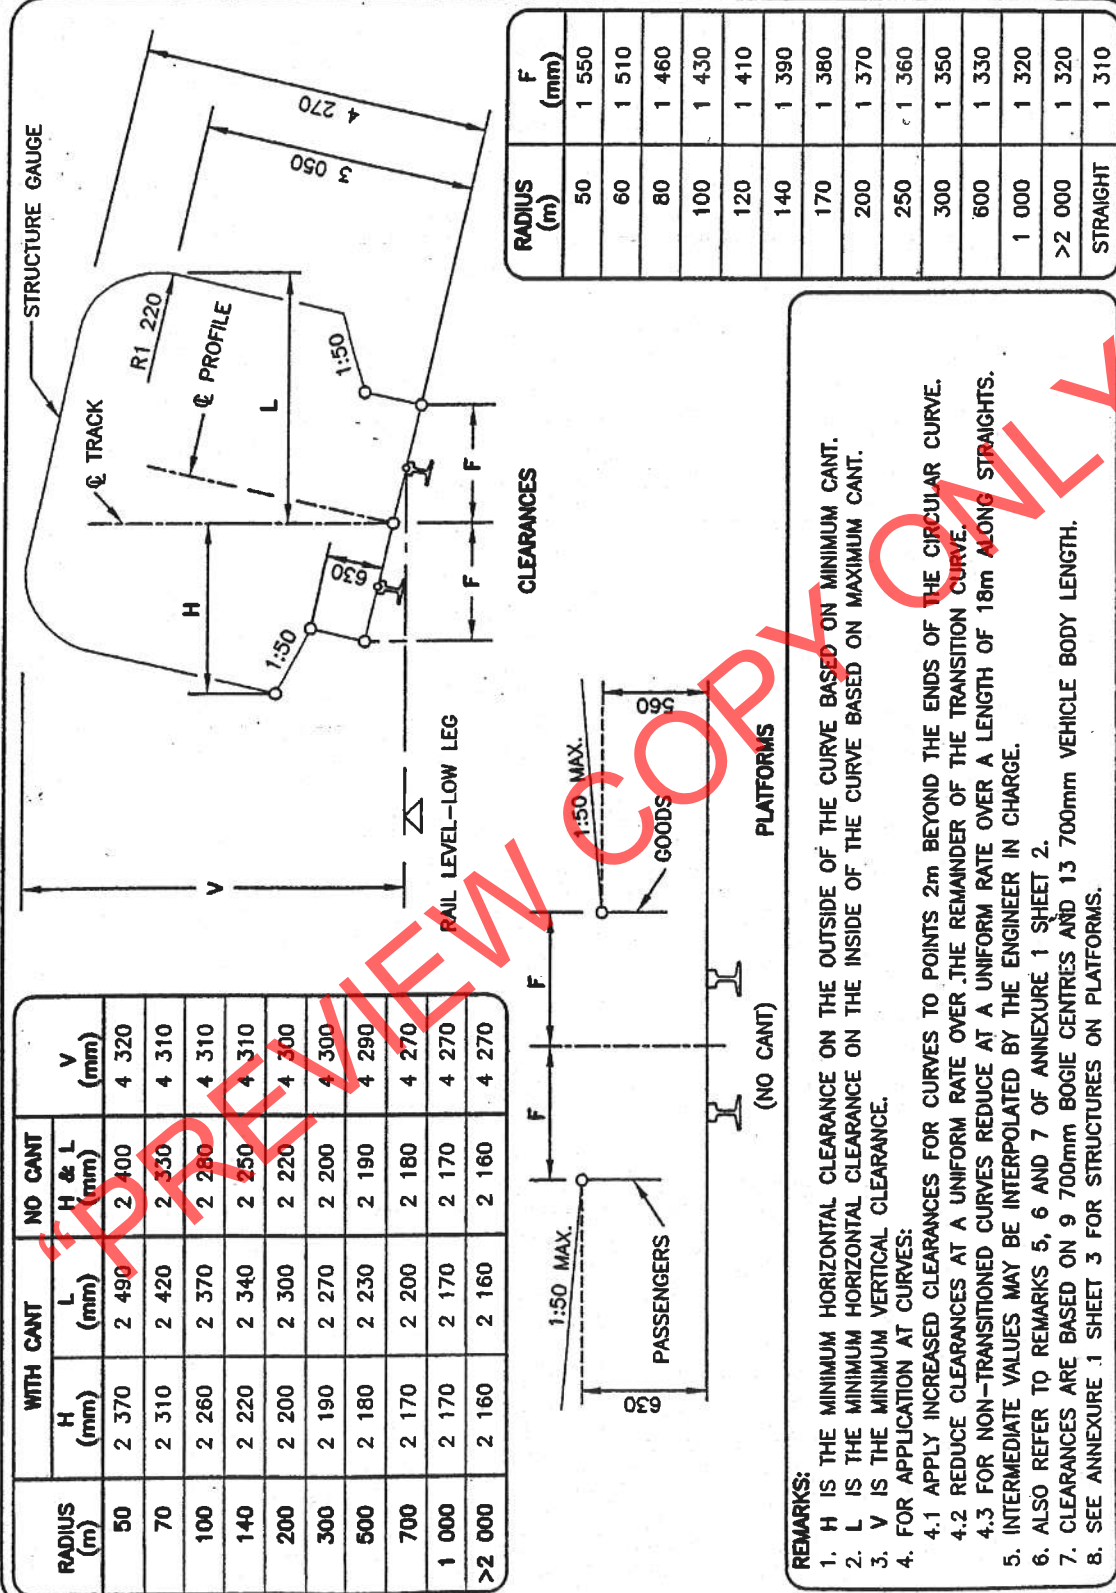 RADIUS (m) | WITH CANT H (mm) | WITH CANT L (mm) | NO CANT H & L (mm) | V (mm)
50 | 2 370 | 2 490 | 2 400 | 4 320
70 | 2 310 | 2 420 | 2 330 | 4 310
100 | 2 260 | 2 370 | 2 280 | 4 310
140 | 2 220 | 2 340 | 2 250 | 4 310
200 | 2 200 | 2 300 | 2 220 | 4 300
300 | 2 190 | 2 270 | 2 200 | 4 300
500 | 2 180 | 2 230 | 2 190 | 4 290
700 | 2 170 | 2 200 | 2 180 | 4 270
1 000 | 2 170 | 2 170 | 2 170 | 4 270
>2 000 | 2 160 | 2 160 | 2 160 | 4 270
STRUCTURE GAUGE
℄ TRACK
R1 220
℄ PROFILE
4 270
3 050
V
H
L
1:50
1:50
630
F
F
RAIL LEVEL-LOW LEG
CLEARANCES
1:50 MAX.
F
F
1:50 MAX.
630
PASSENGERS
GOODS
560
(NO CANT)
PLATFORMS
RADIUS (m) | F (mm)
50 | 1 550
60 | 1 510
80 | 1 460
100 | 1 430
120 | 1 410
140 | 1 390
170 | 1 380
200 | 1 370
250 | 1 360
300 | 1 350
600 | 1 330
1 000 | 1 320
>2 000 | 1 320
STRAIGHT | 1 310
REMARKS:
1. H IS THE MINIMUM HORIZONTAL CLEARANCE ON THE OUTSIDE OF THE CURVE BASED ON MINIMUM CANT.
2. L IS THE MINIMUM HORIZONTAL CLEARANCE ON THE INSIDE OF THE CURVE BASED ON MAXIMUM CANT.
3. V IS THE MINIMUM VERTICAL CLEARANCE.
4. FOR APPLICATION AT CURVES:
4.1 APPLY INCREASED CLEARANCES FOR CURVES TO POINTS 2m BEYOND THE ENDS OF THE CIRCULAR CURVE.
4.2 REDUCE CLEARANCES AT A UNIFORM RATE OVER THE REMAINDER OF THE TRANSITION CURVE.
4.3 FOR NON-TRANSITIONED CURVES REDUCE AT A UNIFORM RATE OVER A LENGTH OF 18m ALONG STRAIGHTS.
5. INTERMEDIATE VALUES MAY BE INTERPOLATED BY THE ENGINEER IN CHARGE.
6. ALSO REFER TO REMARKS 5, 6 AND 7 OF ANNEXURE 1 SHEET 2.
7. CLEARANCES ARE BASED ON 9 700mm BOGIE CENTRES AND 13 700mm VEHICLE BODY LENGTH.
8. SEE ANNEXURE 1 SHEET 3 FOR STRUCTURES ON PLATFORMS.
"PREVIEW COPY ONLY